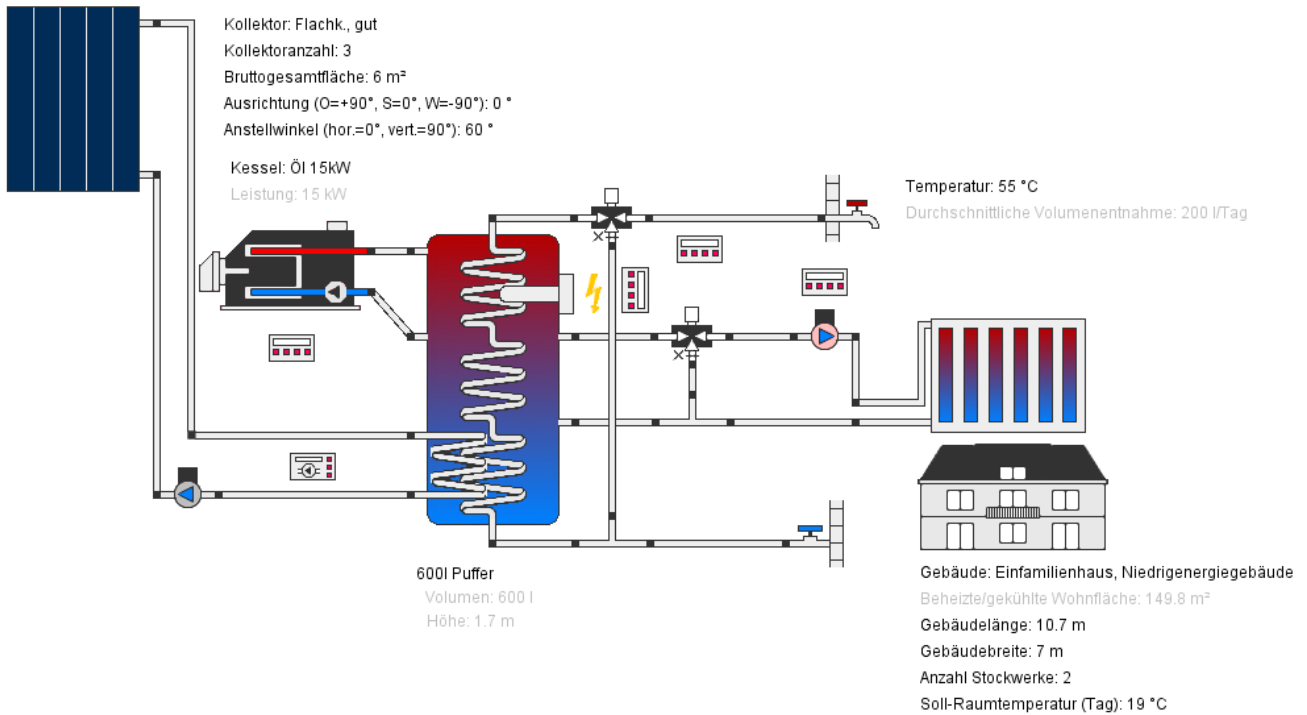 Kollektor: Flachk., gut
Kollektoranzahl: 3
Bruttogesamtfläche: 6 m²
Ausrichtung (O=+90°, S=0°, W=-90°): 0 °
Anstellwinkel (hor.=0°, vert.=90°): 60 °
Kessel: Öl 15kW
Leistung: 15 kW
Temperatur: 55 °C
Durchschnittliche Volumenentnahme: 200 l/Tag
600l Puffer
Volumen: 600 l
Höhe: 1.7 m
Gebäude: Einfamilienhaus, Niedrigenergiegebäude
Beheizte/gekühlte Wohnfläche: 149.8 m²
Gebäudelänge: 10.7 m
Gebäudebreite: 7 m
Anzahl Stockwerke: 2
Soll-Raumtemperatur (Tag): 19 °C